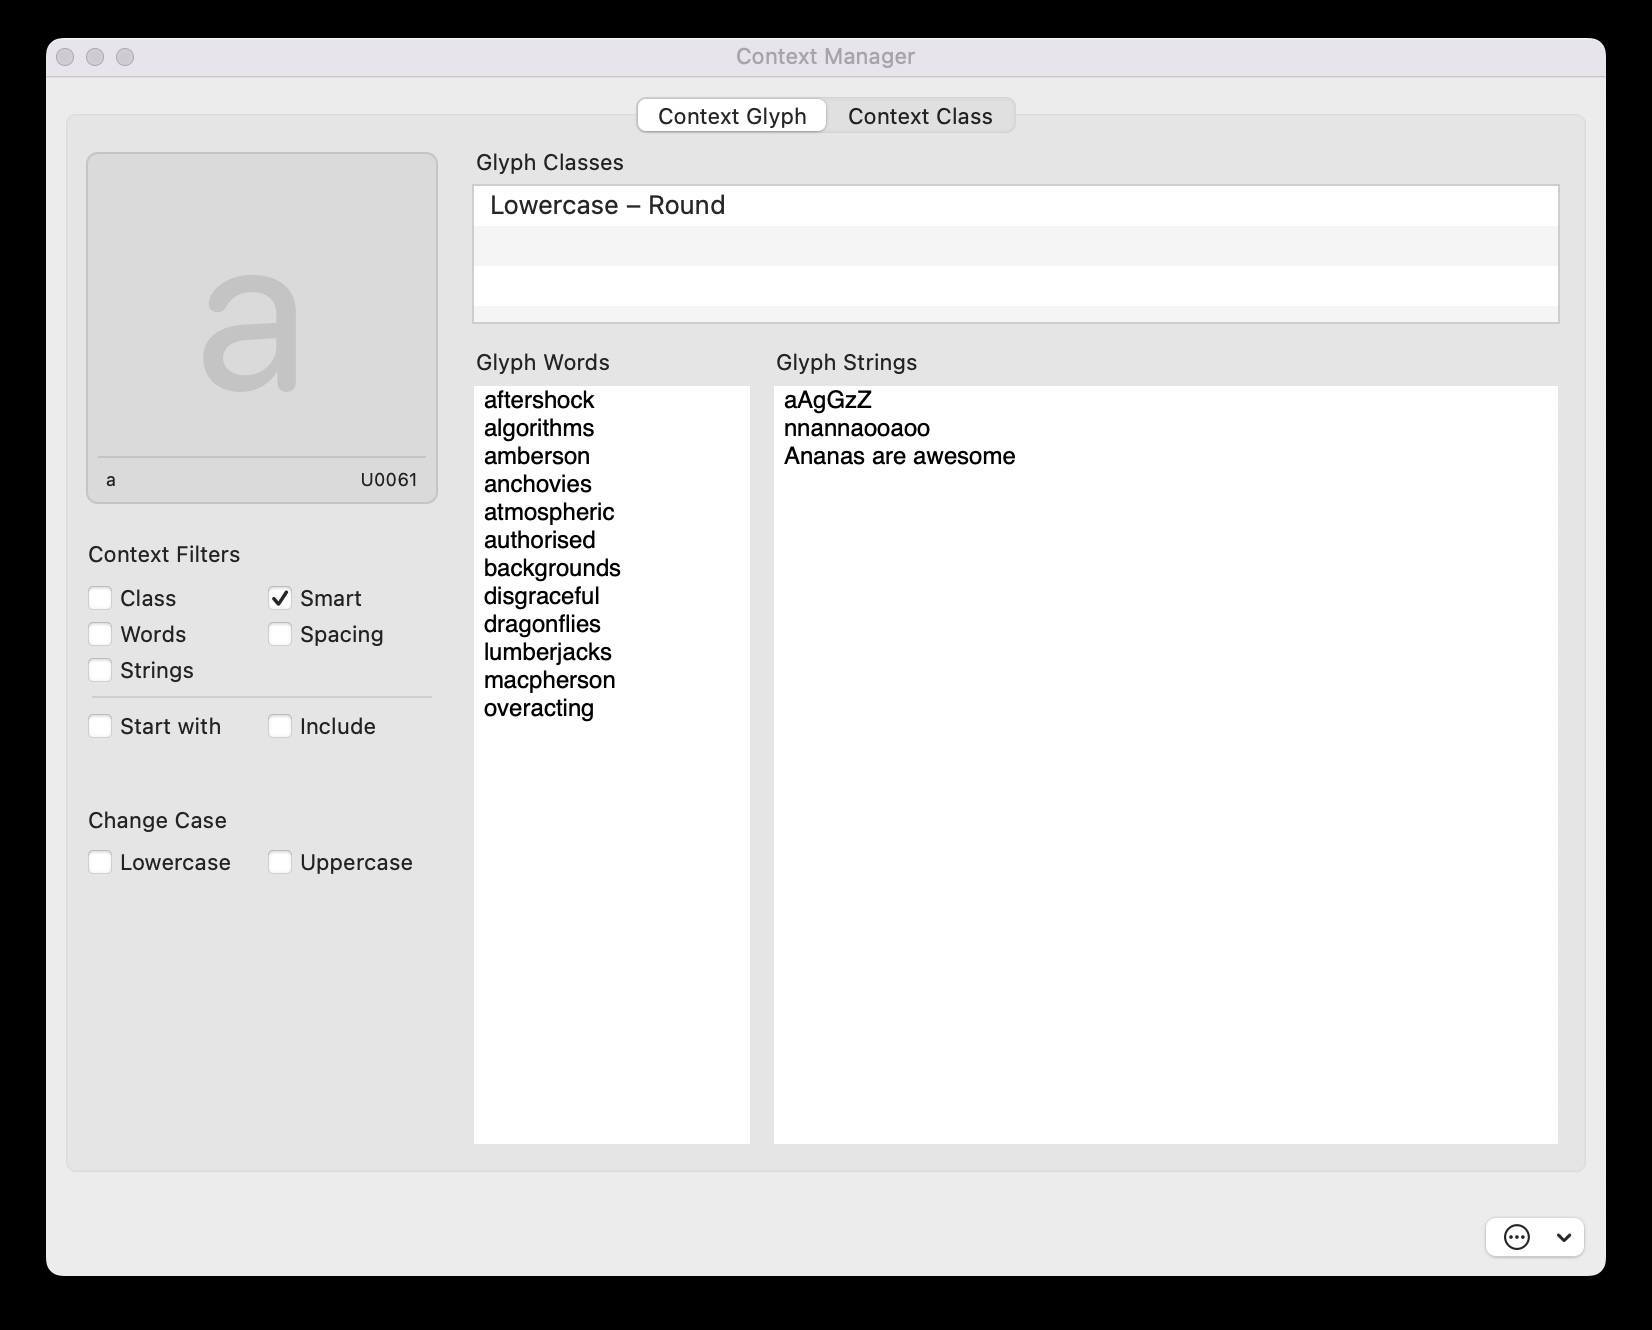 Context Manager
Context Glyph Context Class
a
a U0061
Context Filters
Class Smart
Words Spacing
Strings
Start with Include
Change Case
Lowercase Uppercase
Glyph Classes
Lowercase – Round
Glyph Words
aftershock
algorithms
amberson
anchovies
atmospheric
authorised
backgrounds
disgraceful
dragonflies
lumberjacks
macpherson
overacting
Glyph Strings
aAgGzZ
nnannaooaoo
Ananas are awesome